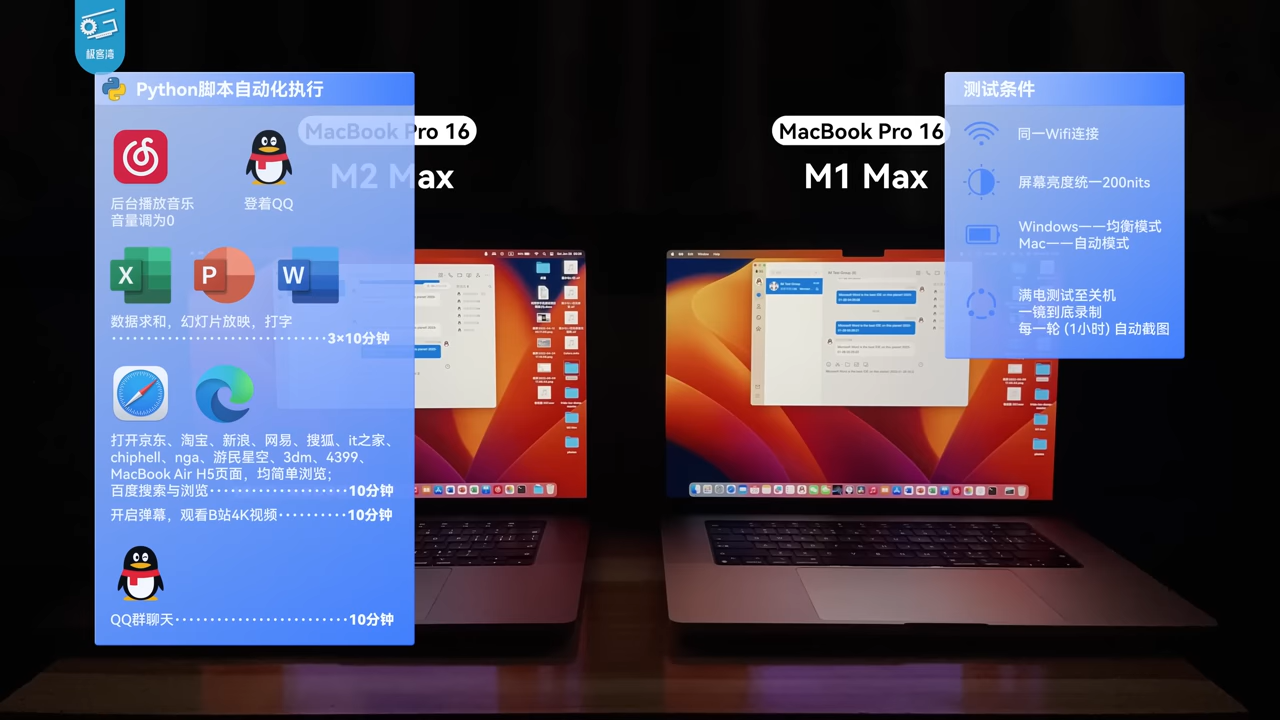 极客湾
Python脚本自动化执行
后台播放音乐
音量调为0
登着QQ
X
P
W
数据求和，幻灯片放映，打字
3×10分钟
打开京东、淘宝、新浪、网易、搜狐、it之家、
chiphell、nga、游民星空、3dm、4399、
MacBook Air H5页面，均简单浏览；
百度搜索与浏览··········10分钟
开启弹幕，观看B站4K视频··········10分钟
QQ群聊天··········10分钟
MacBook Pro 16
M2 Max
MacBook Pro 16
M1 Max
测试条件
同一Wifi连接
屏幕亮度统一200nits
Windows——均衡模式
Mac——自动模式
满电测试至关机
一镜到底录制
每一轮 (1小时) 自动截图